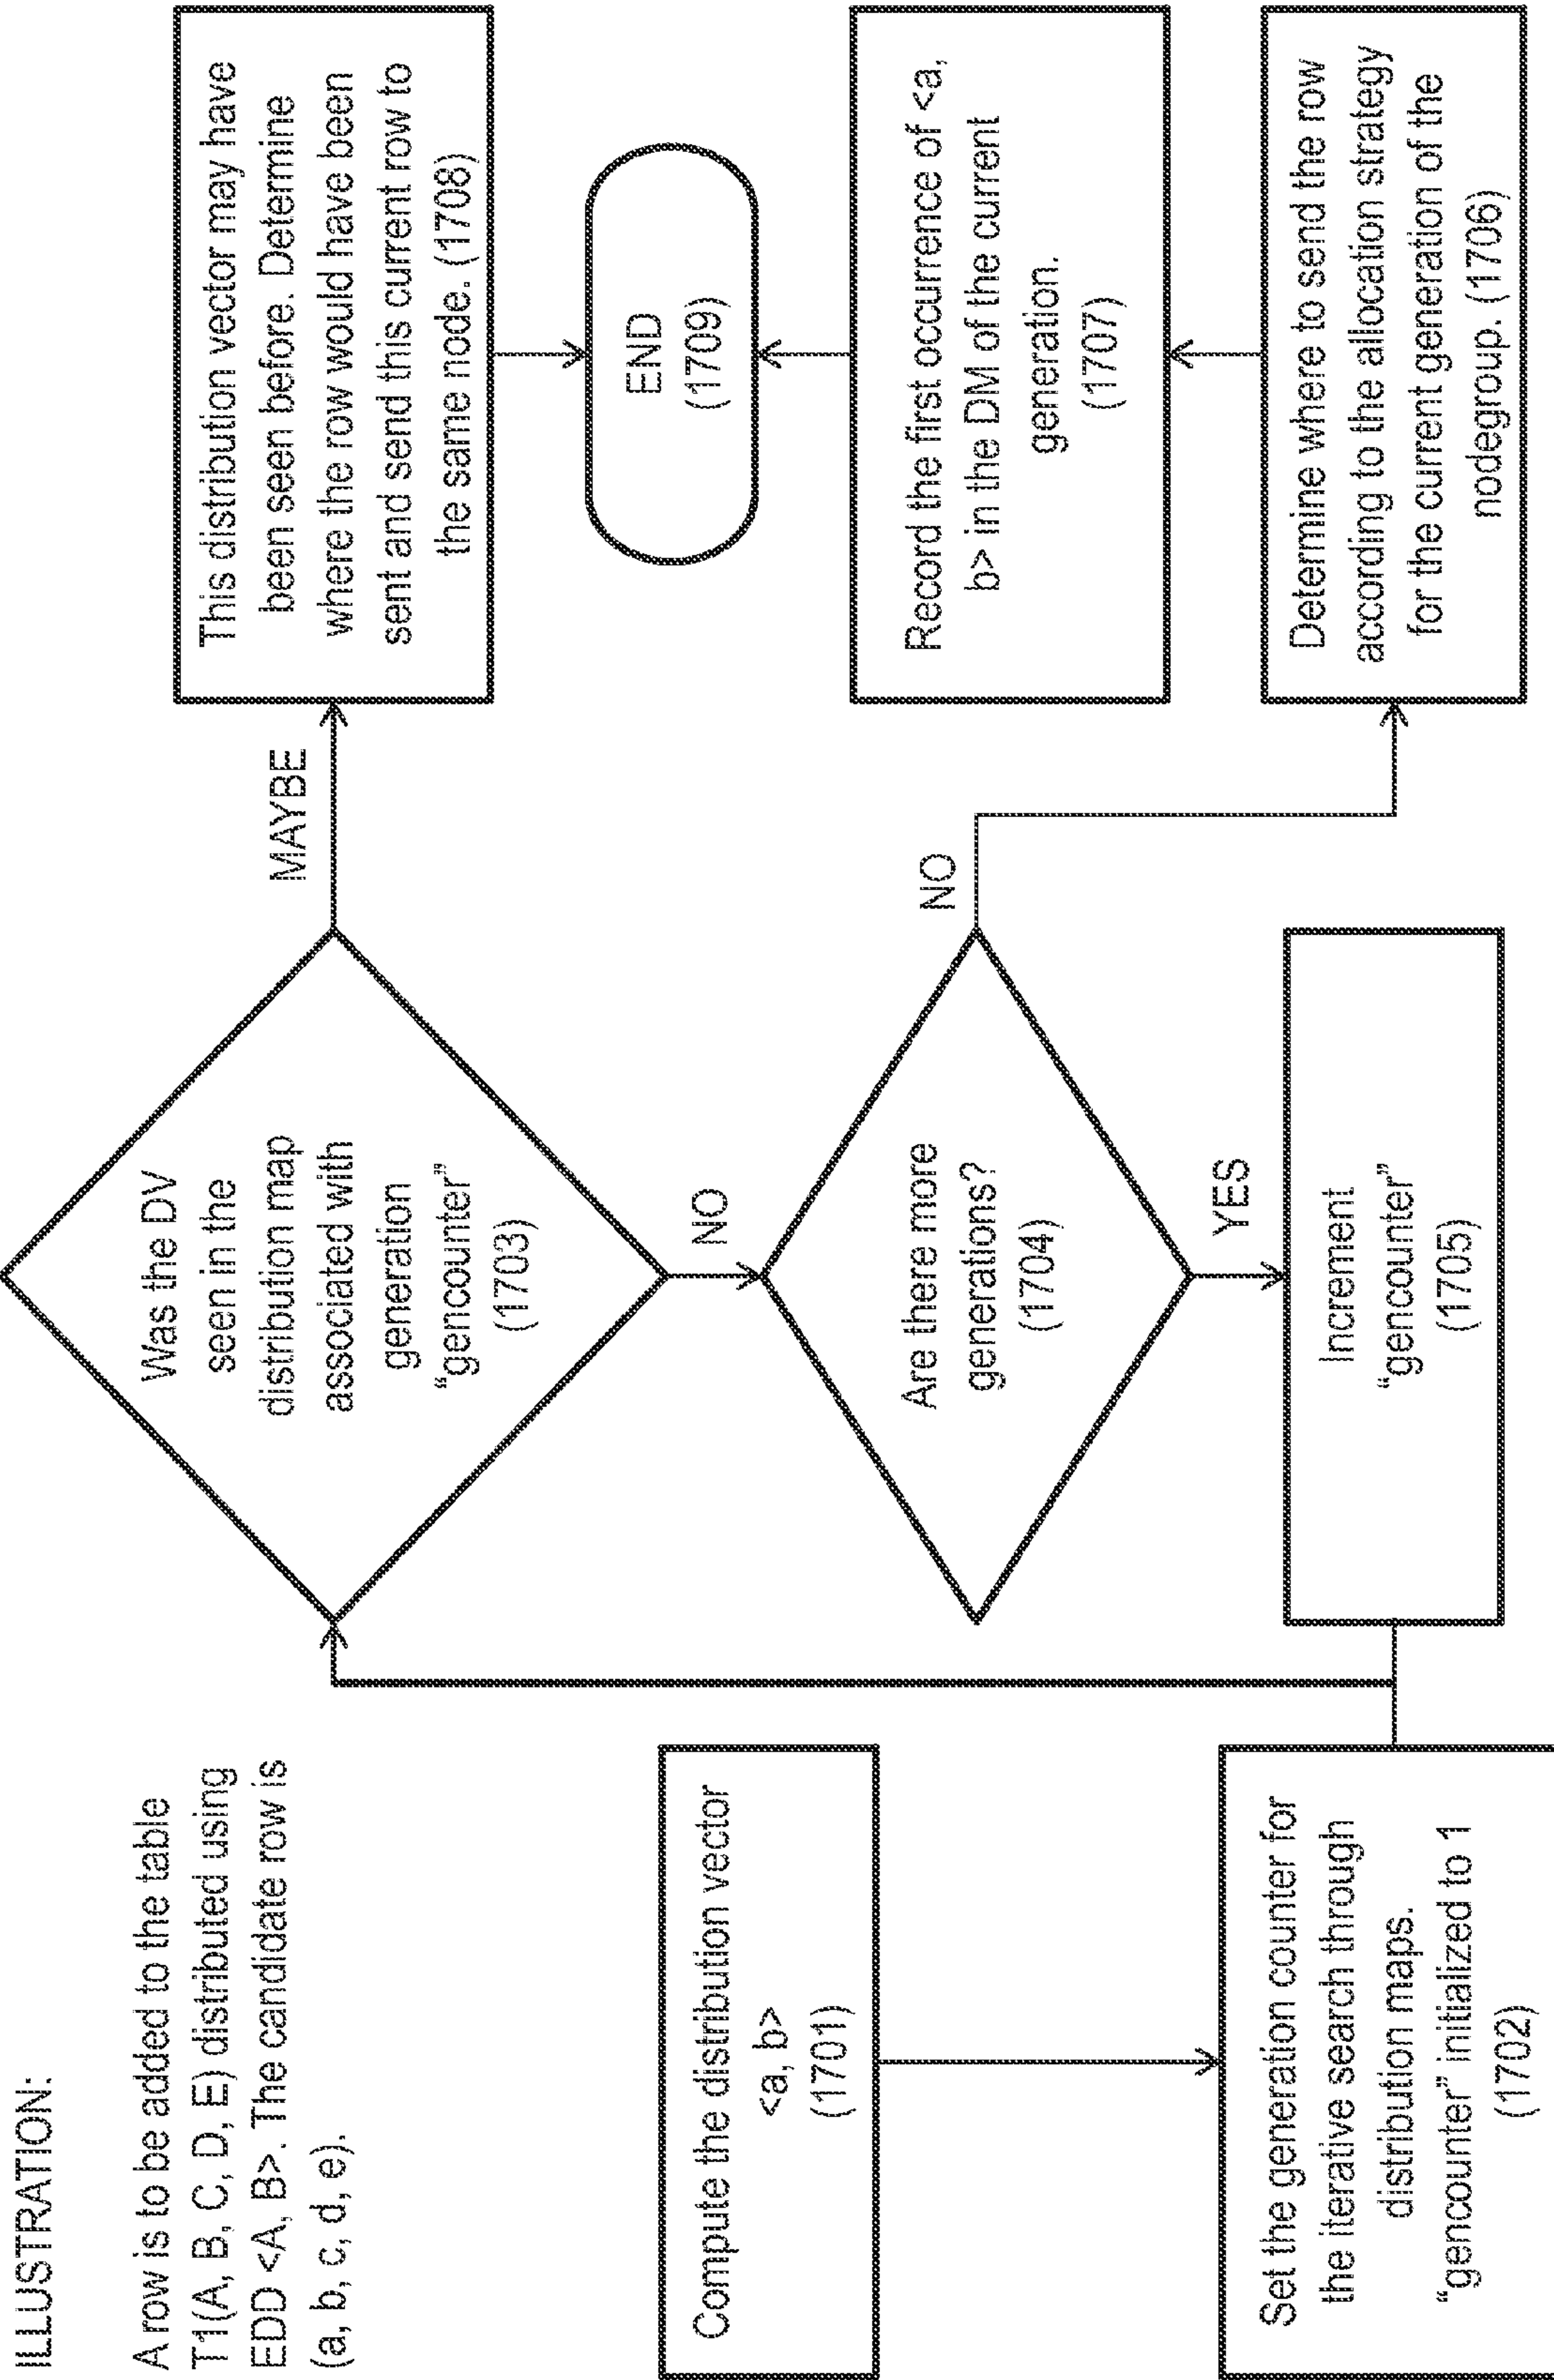 ILLUSTRATION:
A row is to be added to the table
T1(A, B, C, D, E) distributed using
EDD <A, B>. The candidate row is
(a, b, c, d, e).
Compute the distribution vector
<a, b>
(1701)
Set the generation counter for
the iterative search through
distribution maps.
“gencounter” initialized to 1
(1702)
Was the DV
seen in the
distribution map
associated with
generation
“gencounter”
(1703)
MAYBE
NO
Are there more
generations?
(1704)
NO
YES
Increment
“gencounter”
(1705)
This distribution vector may have
been seen before. Determine
where the row would have been
sent and send this current row to
the same node. (1708)
END
(1709)
Record the first occurrence of <a,
b> in the DM of the current
generation.
(1707)
Determine where to send the row
according to the allocation strategy
for the current generation of the
nodegroup. (1706)